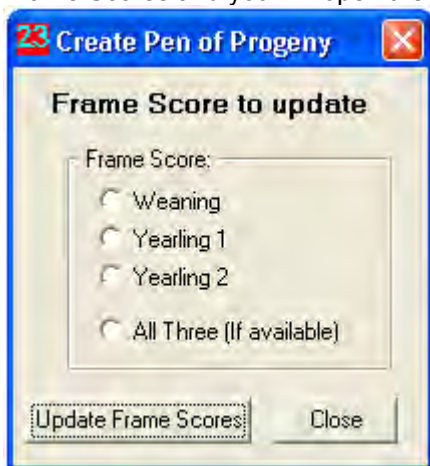 23 Create Pen of Progeny
Frame Score to update
Frame Score:
Weaning
Yearling 1
Yearling 2
All Three (If available)
Update Frame Scores Close